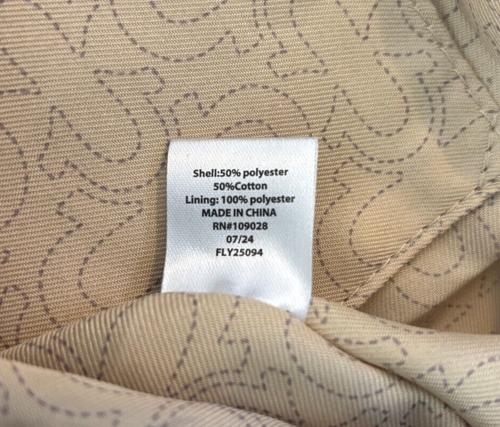 Shell:50% polyester
50%Cotton
Lining: 100% polyester
MADE IN CHINA
RN#109028
07/24
FLY25094